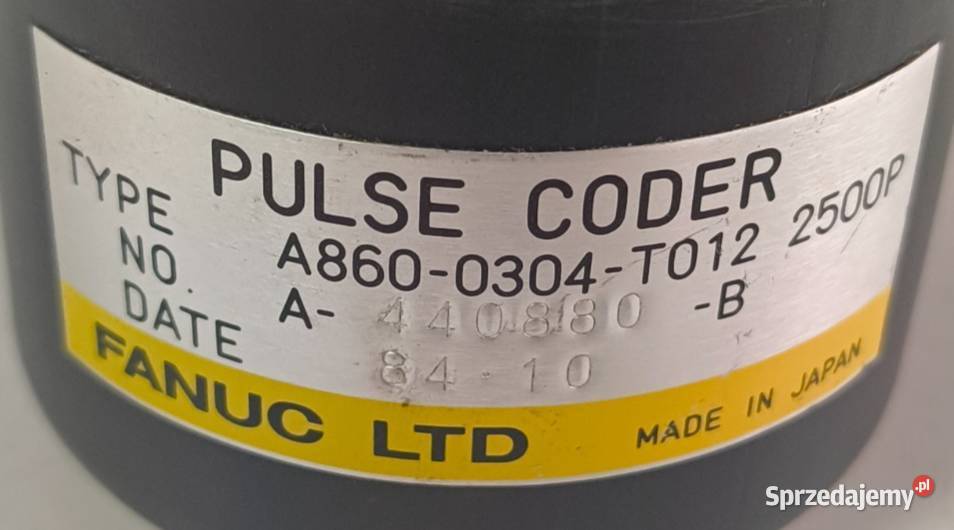 PULSE CODER
TYPE A860-0304-T012 2500P
NO. A- 440880 -B
DATE 84·10
FANUC LTD MADE IN JAPAN
Sprzedajemy.pl